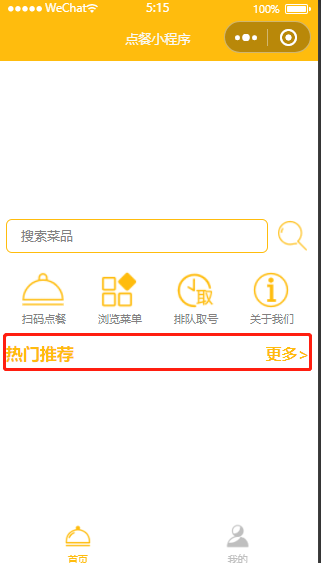 WeChat 5:15 100%
点餐小程序
搜索菜品
扫码点餐 浏览菜单 取 排队取号 关于我们
热门推荐 更多>
首页 我的